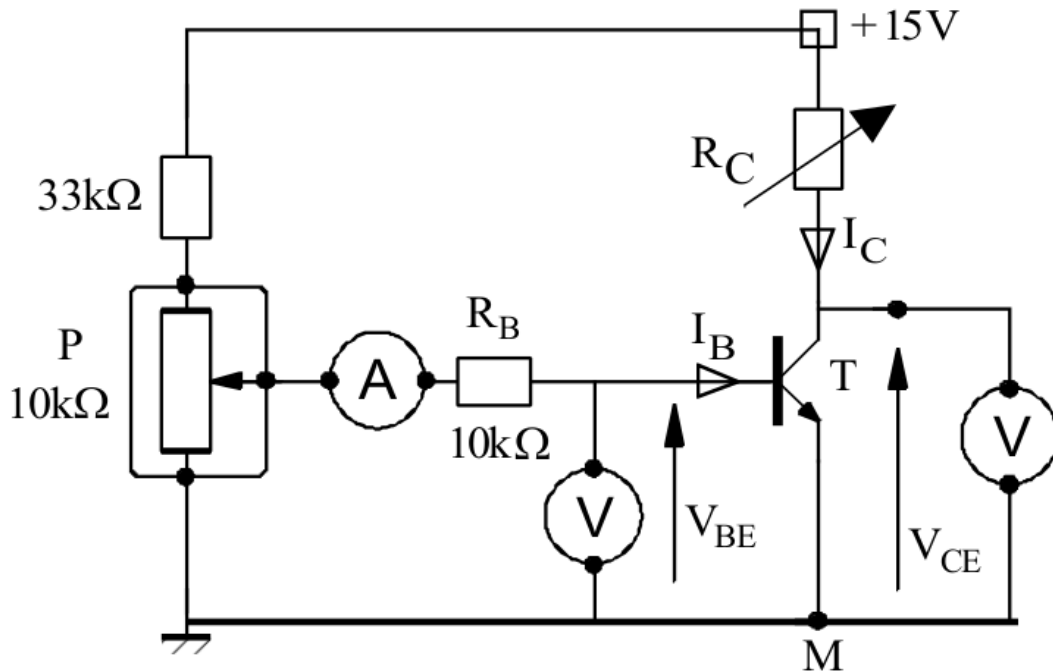 +15V
R_C
33kΩ
I_C
P
10kΩ
A
R_B
10kΩ
I_B
T
V
V_BE
V
V_CE
M